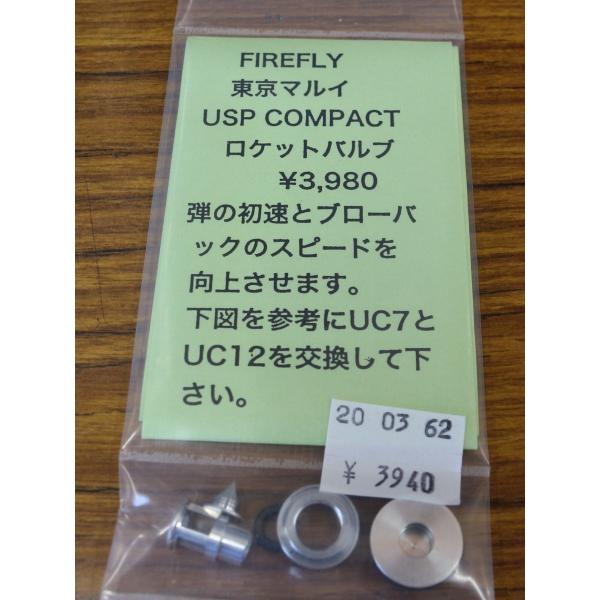 FIREFLY
東京マルイ
USP COMPACT
ロケットバルブ
¥3,980
弾の初速とブローバ
ックのスピードを
向上させます。
下図を参考にUC7と
UC12を交換して下
さい。
20 03 62
¥ 3940